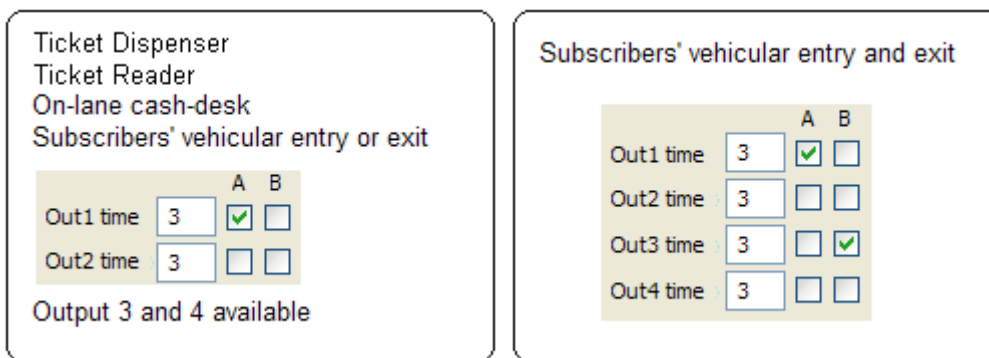 Ticket Dispenser
Ticket Reader
On-lane cash-desk
Subscribers' vehicular entry or exit
A B
Out1 time 3
Out2 time 3
Output 3 and 4 available
Subscribers' vehicular entry and exit
A B
Out1 time 3
Out2 time 3
Out3 time 3
Out4 time 3